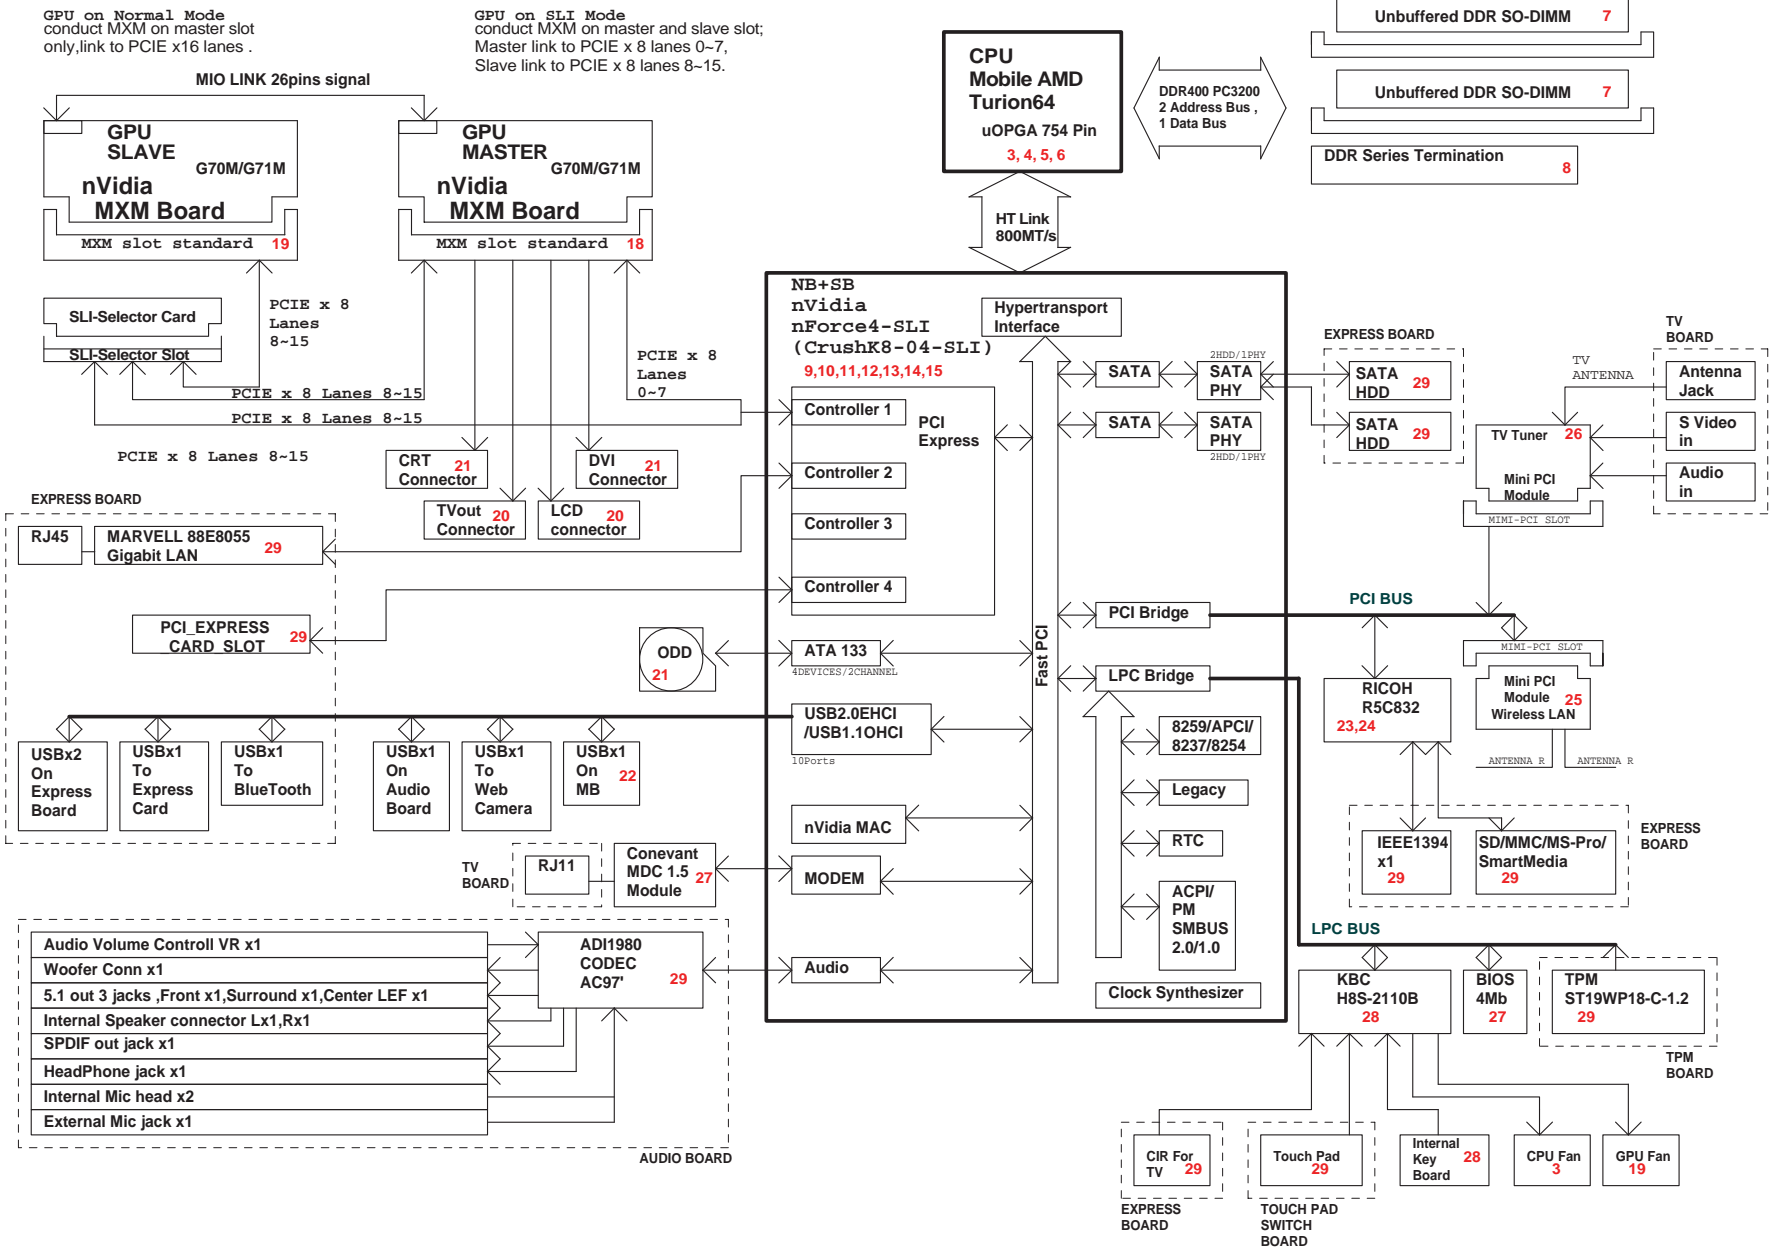 GPU on Normal Mode
conduct MXM on master slot
only,link to PCIE x16 lanes .
GPU on SLI Mode
conduct MXM on master and slave slot;
Master link to PCIE x 8 lanes 0~7,
Slave link to PCIE x 8 lanes 8~15.
MIO LINK 26pins signal
GPU
SLAVE
G70M/G71M
nVidia
MXM Board
MXM slot standard 19
GPU
MASTER
G70M/G71M
nVidia
MXM Board
MXM slot standard 18
CPU
Mobile AMD
Turion64
uOPGA 754 Pin
3, 4, 5, 6
DDR400 PC3200
2 Address Bus ,
1 Data Bus
Unbuffered DDR SO-DIMM 7
Unbuffered DDR SO-DIMM 7
DDR Series Termination
8
HT Link
800MT/s
SLI-Selector Card
SLI-Selector Slot
PCIE x 8
Lanes
8~15
PCIE x 8
Lanes
0~7
PCIE x 8 Lanes 8~15
PCIE x 8 Lanes 8~15
PCIE x 8 Lanes 8~15
NB+SB
nVidia
nForce4-SLI
(CrushK8-04-SLI)
9,10,11,12,13,14,15
Hypertransport
Interface
Controller 1
Controller 2
Controller 3
Controller 4
PCI
Express
CRT 21
Connector
DVI 21
Connector
TVout 20
Connector
LCD 20
connector
SATA
2HDD/1PHY
SATA
PHY
SATA
SATA
PHY
2HDD/1PHY
EXPRESS BOARD
SATA 29
HDD
SATA 29
HDD
TV
BOARD
TV
ANTENNA
Antenna
Jack
S Video
in
Audio
in
TV Tuner 26
Mini PCI
Module
MIMI-PCI SLOT
EXPRESS BOARD
RJ45
MARVELL 88E8055
Gigabit LAN 29
PCI_EXPRESS 29
CARD_SLOT
ODD
21
ATA 133
4DEVICES/2CHANNEL
Fast PCI
PCI Bridge
PCI BUS
LPC Bridge
MIMI-PCI SLOT
Mini PCI
Module 25
Wireless LAN
ANTENNA R
ANTENNA R
RICOH
R5C832
23,24
USB2.0EHCI
/USB1.1OHCI
10Ports
8259/APCI/
8237/8254
Legacy
RTC
ACPI/
PM
SMBUS
2.0/1.0
Clock Synthesizer
USBx2
On
Express
Board
USBx1
To
Express
Card
USBx1
To
BlueTooth
USBx1
On
Audio
Board
USBx1
To
Web
Camera
USBx1
On 22
MB
nVidia MAC
MODEM
Audio
TV
BOARD
RJ11
Conevant
MDC 1.5 27
Module
IEEE1394
x1
29
SD/MMC/MS-Pro/
SmartMedia
29
EXPRESS
BOARD
LPC BUS
Audio Volume Controll VR x1
Woofer Conn x1
5.1 out 3 jacks ,Front x1,Surround x1,Center LEF x1
Internal Speaker connector Lx1,Rx1
SPDIF out jack x1
HeadPhone jack x1
Internal Mic head x2
External Mic jack x1
ADI1980
CODEC
AC97' 29
AUDIO BOARD
KBC
H8S-2110B
28
BIOS
4Mb
27
TPM
ST19WP18-C-1.2
29
TPM
BOARD
CIR For
TV 29
EXPRESS
BOARD
Touch Pad
29
TOUCH PAD
SWITCH
BOARD
Internal
Key 28
Board
CPU Fan
3
GPU Fan
19